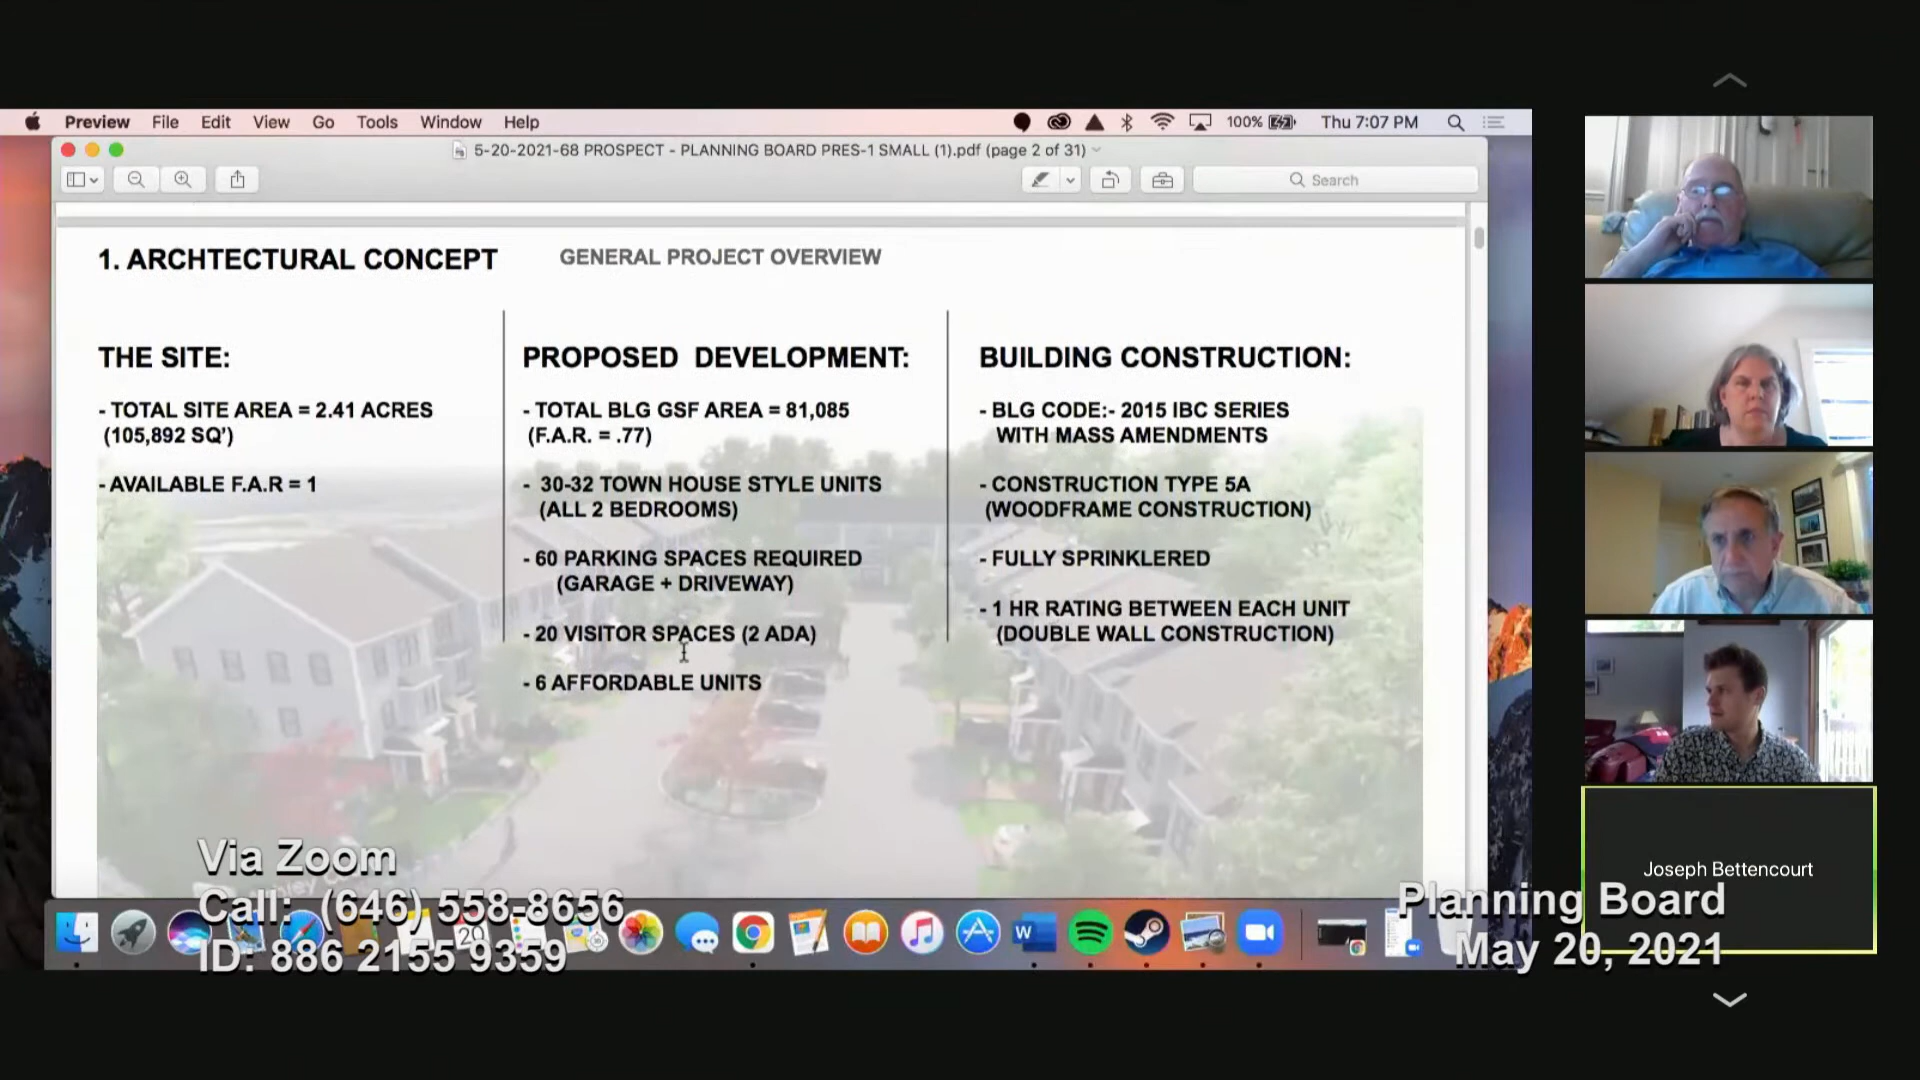 Preview File Edit View Go Tools Window Help 100% Thu 7:07 PM
5-20-2021-68 PROSPECT - PLANNING BOARD PRES-1 SMALL (1).pdf (page 2 of 31)
Search
1. ARCHTECTURAL CONCEPT GENERAL PROJECT OVERVIEW
THE SITE:
- TOTAL SITE AREA = 2.41 ACRES
(105,892 SQ')
- AVAILABLE F.A.R = 1
PROPOSED DEVELOPMENT:
- TOTAL BLG GSF AREA = 81,085
(F.A.R. = .77)
- 30-32 TOWN HOUSE STYLE UNITS
(ALL 2 BEDROOMS)
- 60 PARKING SPACES REQUIRED
(GARAGE + DRIVEWAY)
- 20 VISITOR SPACES (2 ADA)
- 6 AFFORDABLE UNITS
BUILDING CONSTRUCTION:
- BLG CODE:- 2015 IBC SERIES
WITH MASS AMENDMENTS
- CONSTRUCTION TYPE 5A
(WOODFRAME CONSTRUCTION)
- FULLY SPRINKLERED
- 1 HR RATING BETWEEN EACH UNIT
(DOUBLE WALL CONSTRUCTION)
Via Zoom
Call: (646) 558-8656
ID: 886 2155 9359
20
W
Joseph Bettencourt
Planning Board
May 20, 2021